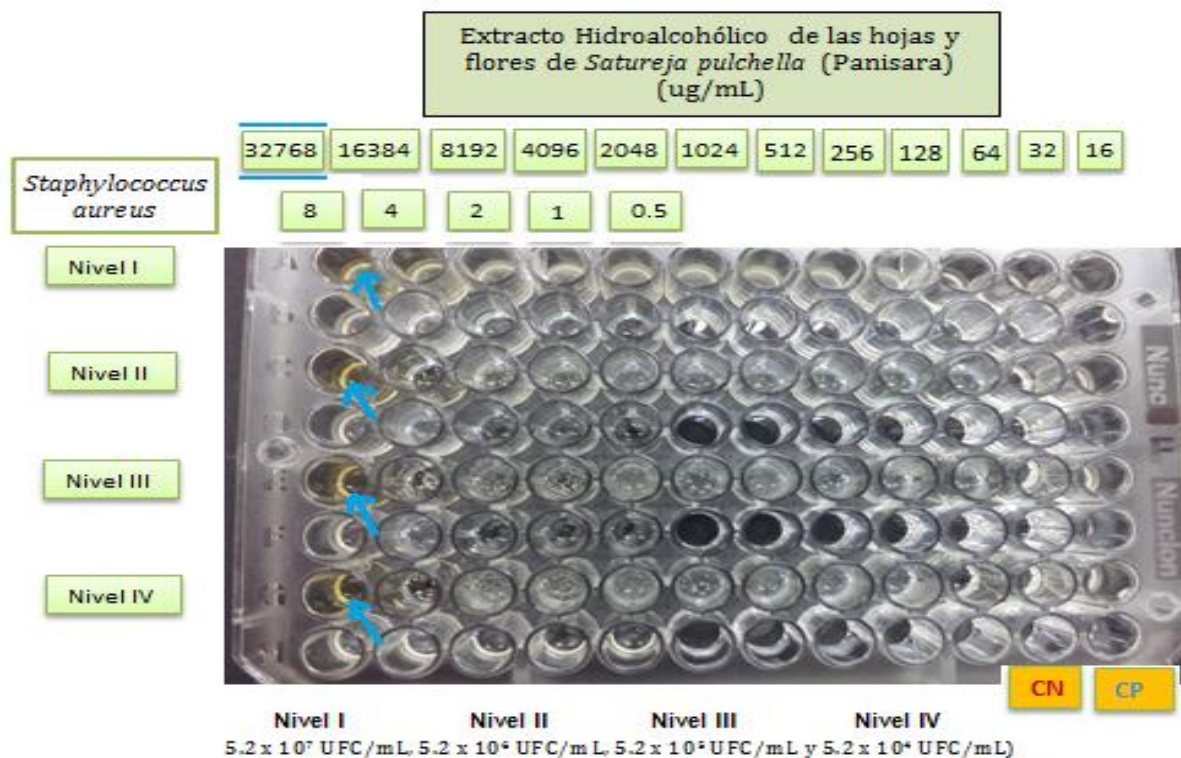 Extracto Hidroalcohólico de las hojas y
flores de Satureja pulchella (Panisara)
(ug/mL)
32768 16384 8192 4096 2048 1024 512 256 128 64 32 16
Staphylococcus
aureus
8 4 2 1 0.5
Nivel I
Nivel II
Nivel III
Nivel IV
Nunc
Nunclon
CN CP
Nivel I Nivel II Nivel III Nivel IV
5.2 x 10⁷ UFC/mL, 5.2 x 10⁶ UFC/mL, 5.2 x 10⁵ UFC/mL y 5.2 x 10⁴ UFC/mL)